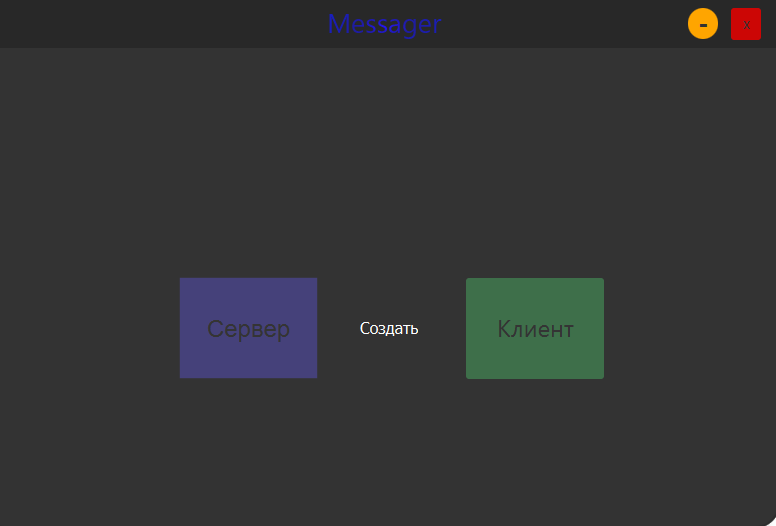 Messager
-
x
Сервер
Создать
Клиент